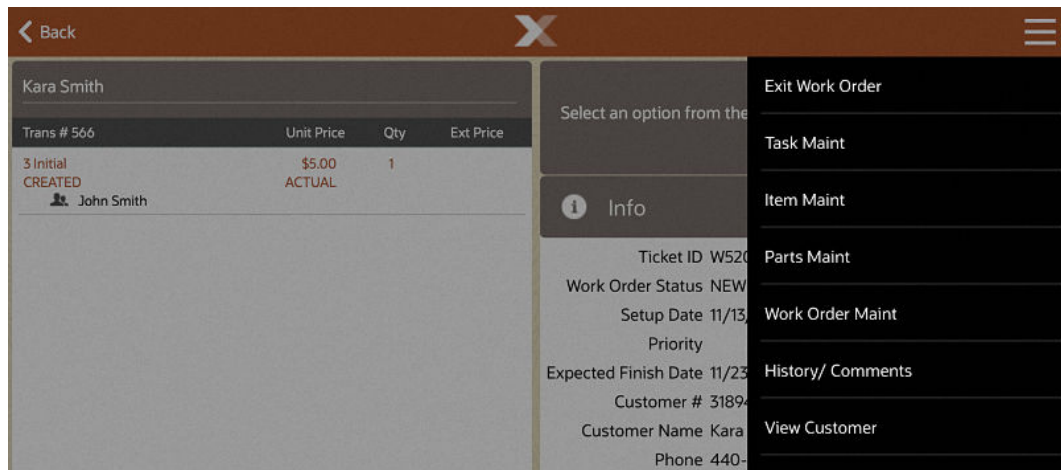 Back
Kara Smith
Trans # 566 Unit Price Qty Ext Price
3 Initial $5.00 1
CREATED ACTUAL
John Smith
Select an option from the
Info
Ticket ID W520
Work Order Status NEW
Setup Date 11/13/
Priority
Expected Finish Date 11/23
Customer # 31894
Customer Name Kara
Phone 440-
Exit Work Order
Task Maint
Item Maint
Parts Maint
Work Order Maint
History/ Comments
View Customer